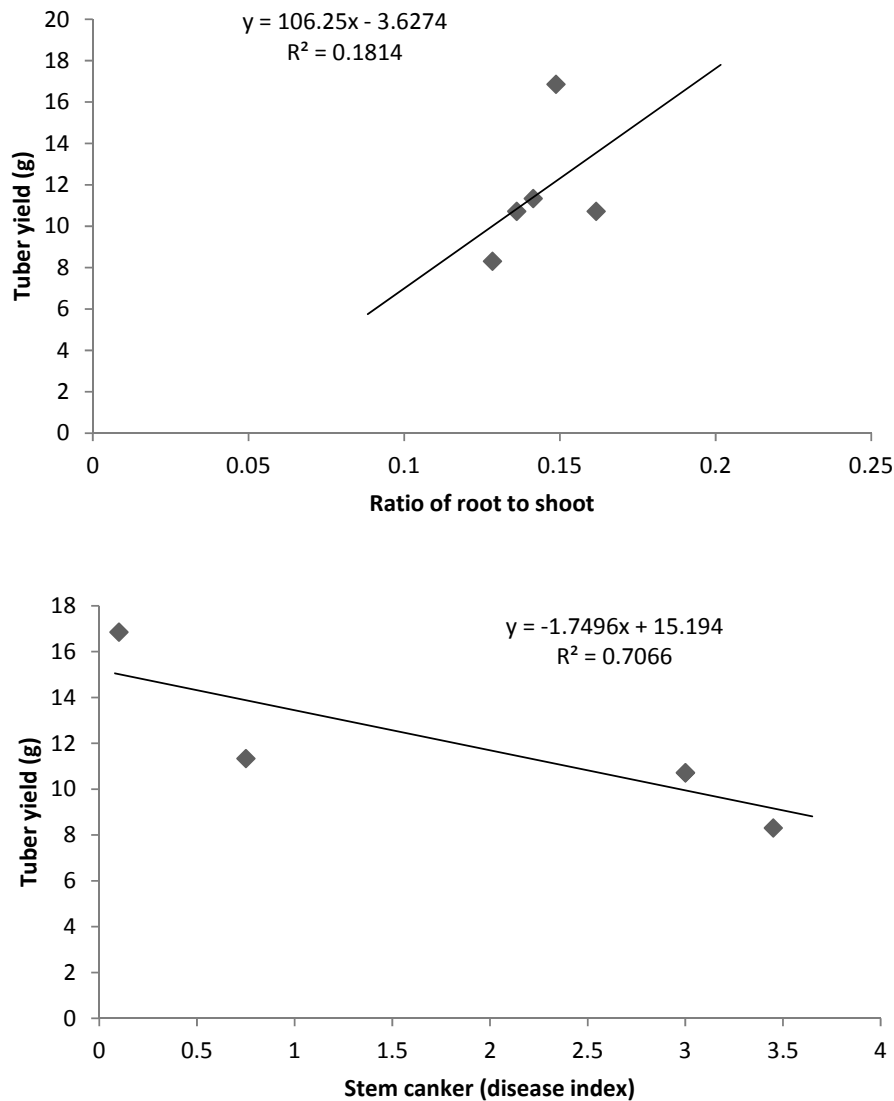 y = 106.25x - 3.6274
R² = 0.1814
20
18
16
14
12
10
8
6
4
2
0
Tuber yield (g)
0 0.05 0.1 0.15 0.2 0.25
Ratio of root to shoot
y = -1.7496x + 15.194
R² = 0.7066
18
16
14
12
10
8
6
4
2
0
Tuber yield (g)
0 0.5 1 1.5 2 2.5 3 3.5 4
Stem canker (disease index)